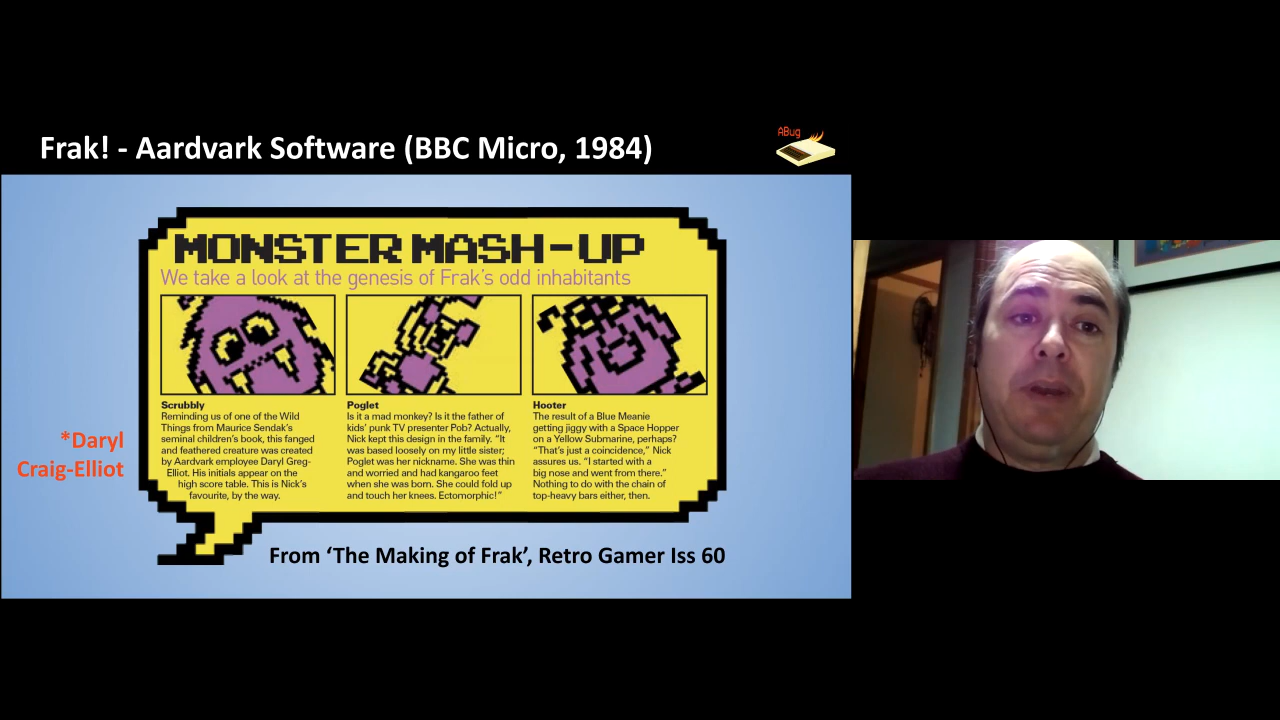 Frak! - Aardvark Software (BBC Micro, 1984)
ABug
MONSTER MASH-UP
We take a look at the genesis of Frak's odd inhabitants
Scrubbly
Reminding us of one of the Wild
Things from Maurice Sendak's
seminal children's book, this fanged
and feathered creature was created
by Aardvark employee Daryl Greg-
Elliot. His initials appear on the
high score table. This is Nick's
favourite, by the way.
Poglet
Is it a mad monkey? Is it the father of
kids' punk TV presenter Pob? Actually,
Nick kept this design in the family. "It
was based loosely on my little sister;
Poglet was her nickname. She was thin
and worried and had kangaroo feet
when she was born. She could fold up
and touch her knees. Ectomorphic!"
Hooter
The result of a Blue Meanie
getting jiggy with a Space Hopper
on a Yellow Submarine, perhaps?
"That's just a coincidence," Nick
assures us. "I started with a
big nose and went from there."
Nothing to do with the chain of
top-heavy bars either, then.
*Daryl
Craig-Elliot
From ‘The Making of Frak’, Retro Gamer Iss 60